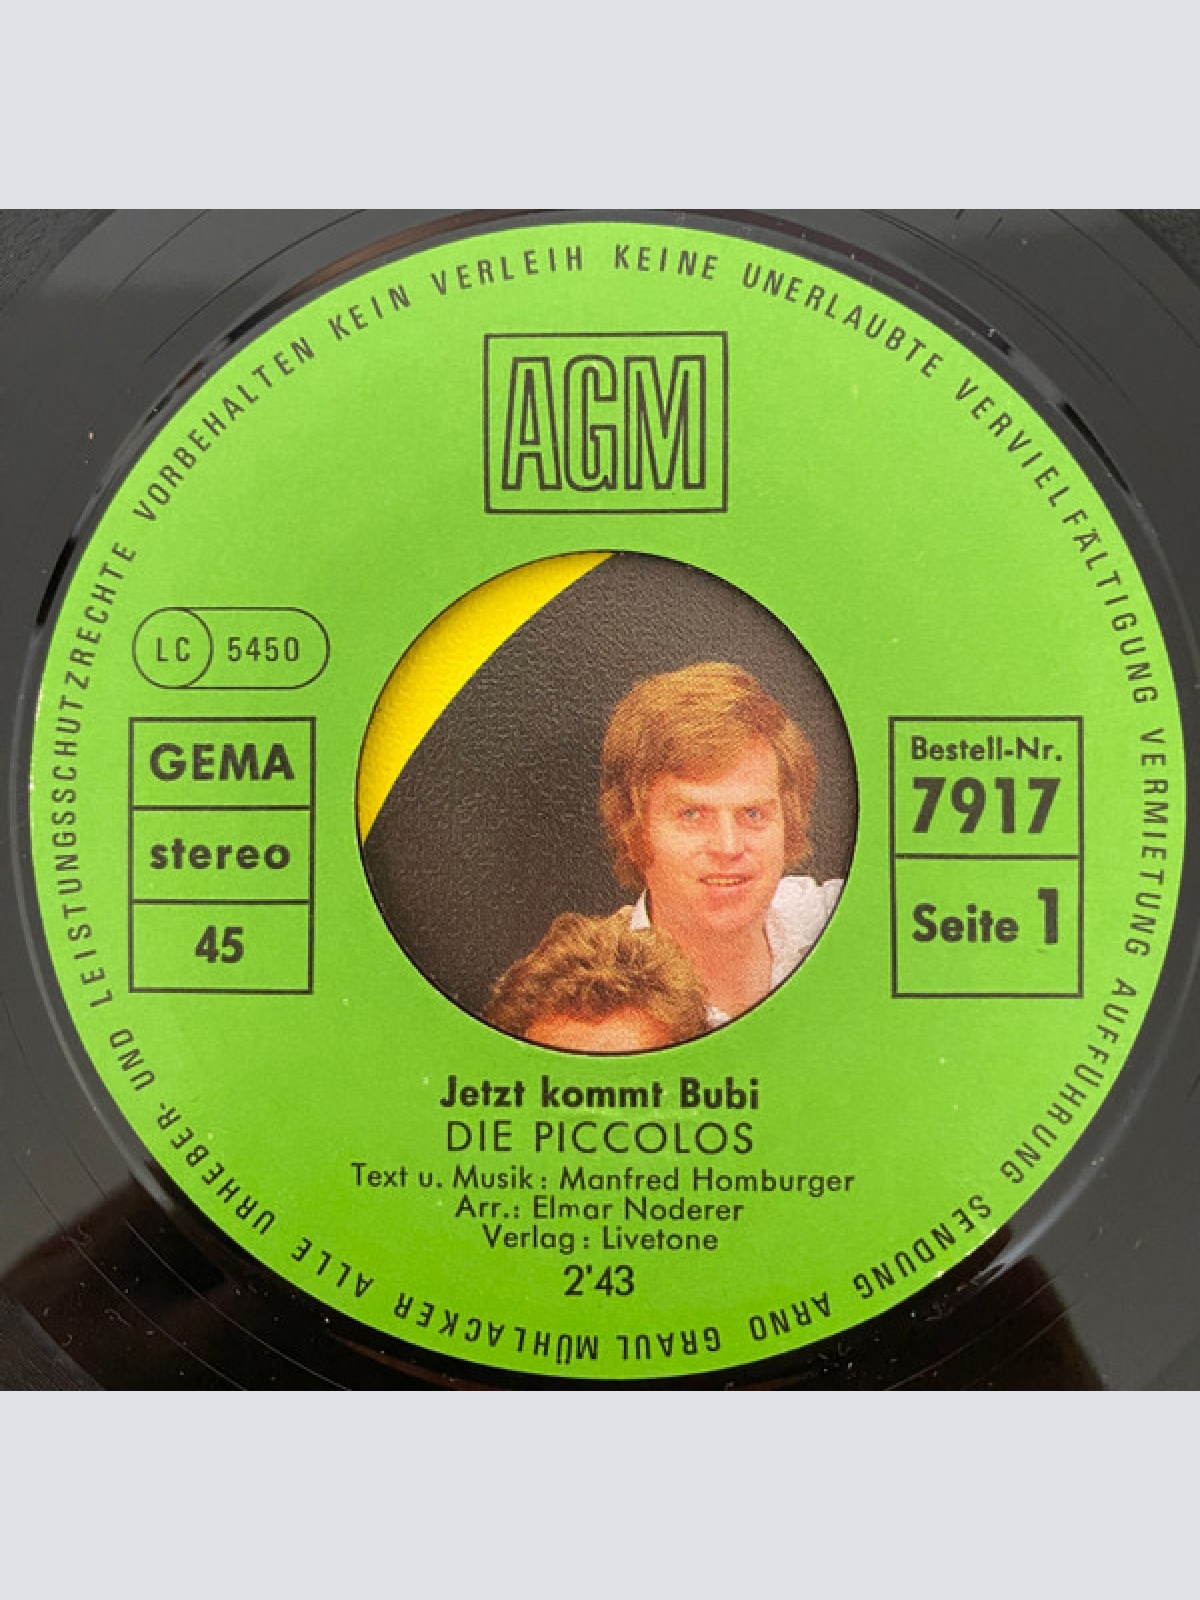 URHEBER- UND LEISTUNGSSCHUTZRECHTE VORBEHALTEN KEIN VERLEIH KEINE UNERLAUBTE VERVIELFÄLTIGUNG VERMIETUNG AUFFÜHRUNG SENDUNG ARNO GRAUL MÜHLACKER ALLE
AGM
LC 5450
GEMA
stereo
45
Bestell-Nr.
7917
Seite 1
Jetzt kommt Bubi
DIE PICCOLOS
Text u. Musik: Manfred Homburger
Arr.: Elmar Noderer
Verlag: Livetone
2'43